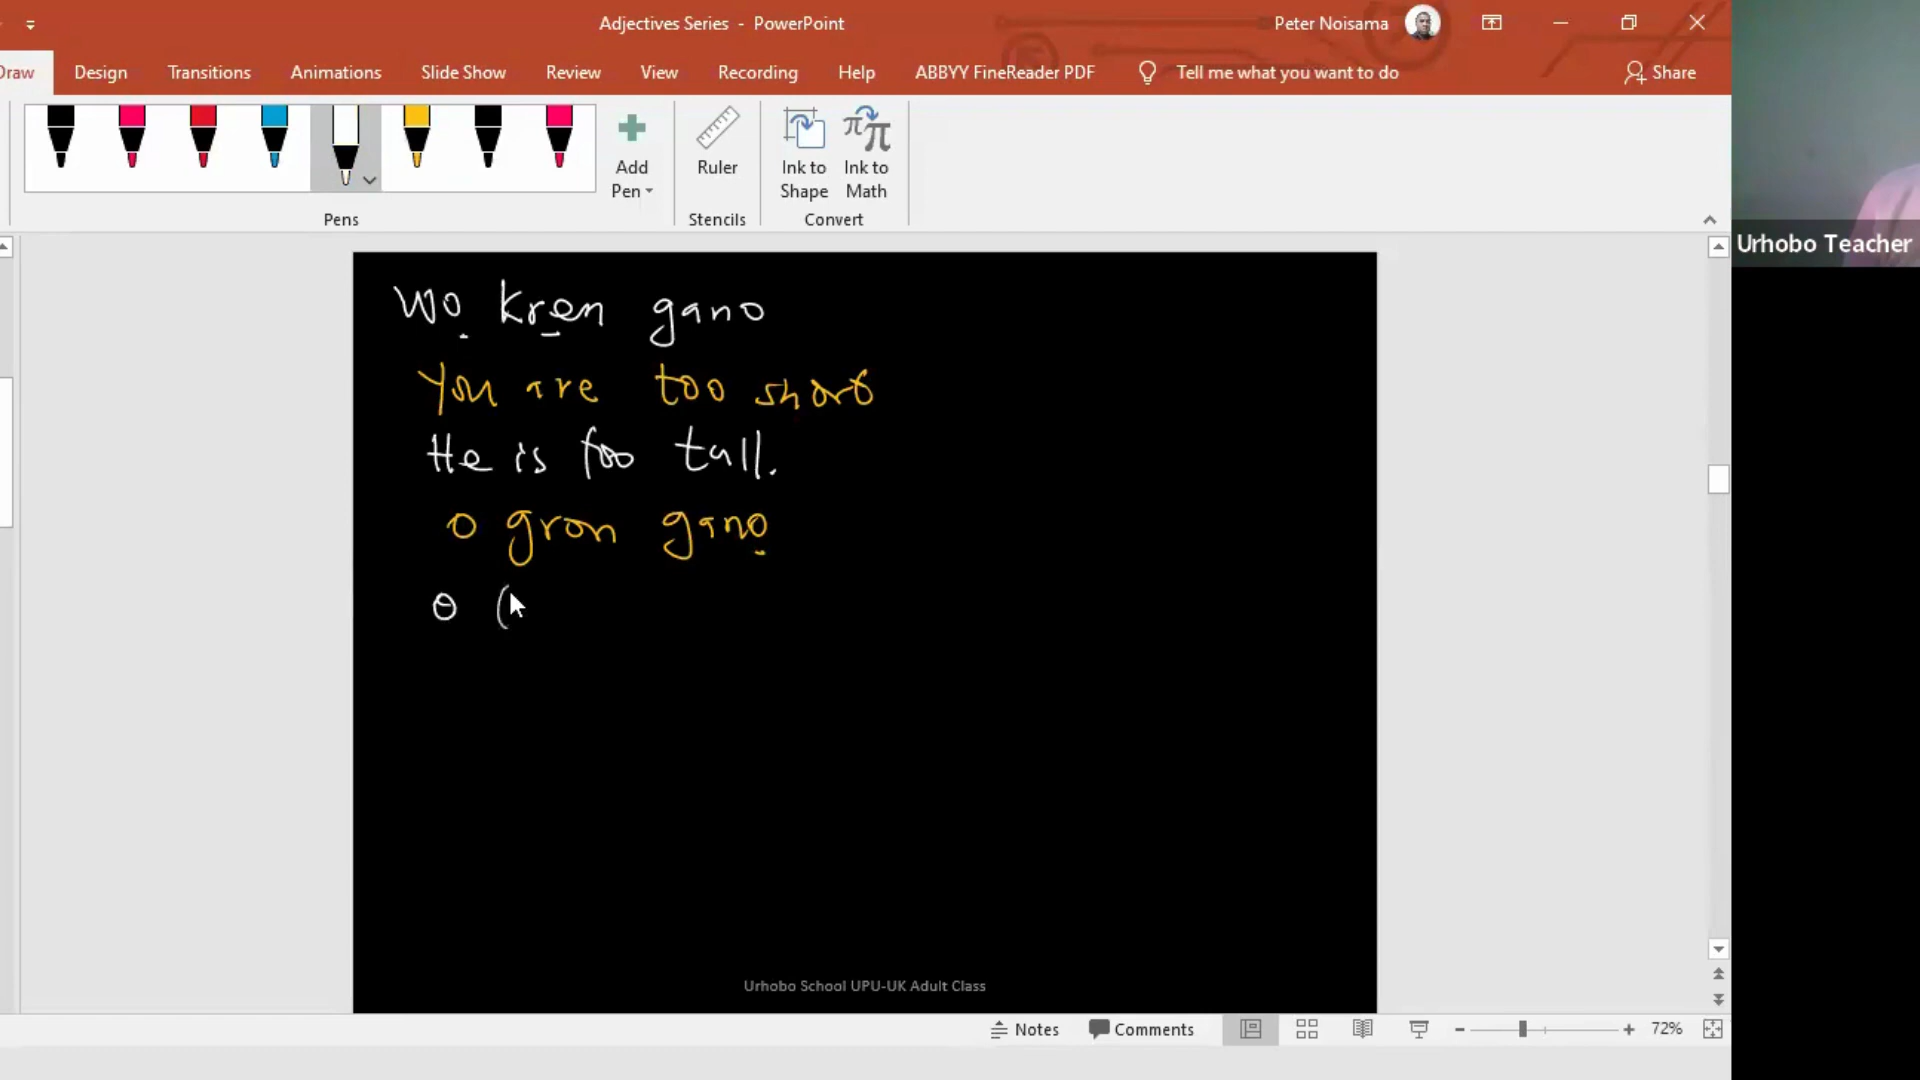 Adjectives Series - PowerPoint Peter Noisama
Draw Design Transitions Animations Slide Show Review View Recording Help ABBYY FineReader PDF Tell me what you want to do Share
Add Pen
Ruler
Ink to Shape
Ink to Math
Pens Stencils Convert
Urhobo Teacher
Wọ krẹn gano
You are too short
He is too tall.
O gron ganọ
O (
Urhobo School UPU-UK Adult Class
Notes Comments 72%